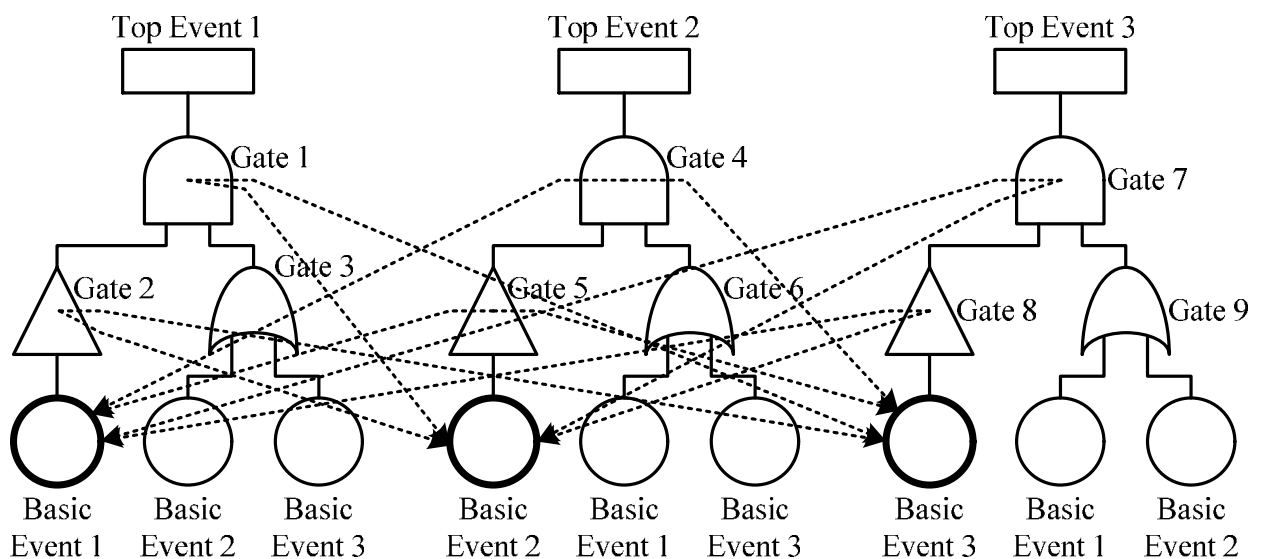 Top Event 1
Top Event 2
Top Event 3
Gate 1
Gate 4
Gate 7
Gate 2
Gate 3
Gate 5
Gate 6
Gate 8
Gate 9
Basic
Event 1
Basic
Event 2
Basic
Event 3
Basic
Event 2
Basic
Event 1
Basic
Event 3
Basic
Event 3
Basic
Event 1
Basic
Event 2